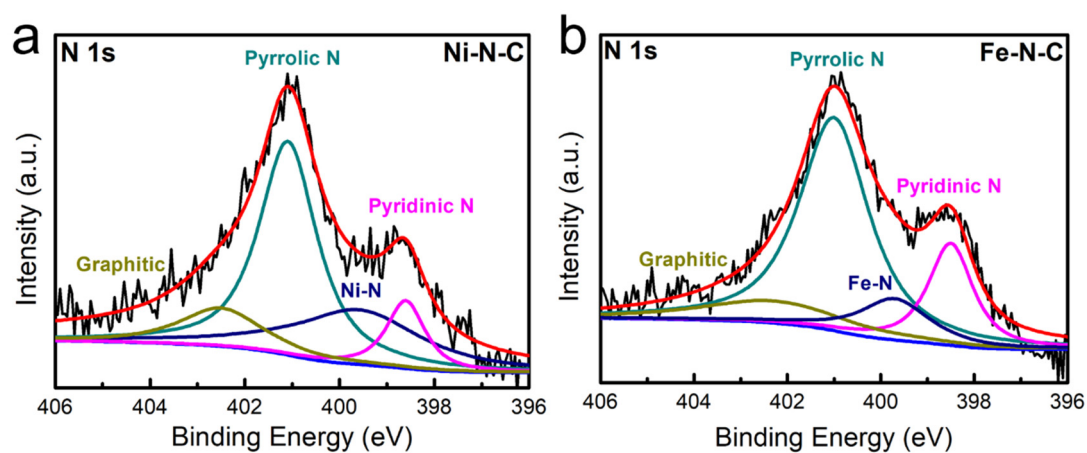 a
N 1s
Ni-N-C
Pyrrolic N
Pyridinic N
Graphitic
Ni-N
Intensity (a.u.)
406 404 402 400 398 396
Binding Energy (eV)
b
N 1s
Fe-N-C
Pyrrolic N
Pyridinic N
Graphitic
Fe-N
Intensity (a.u.)
406 404 402 400 398 396
Binding Energy (eV)